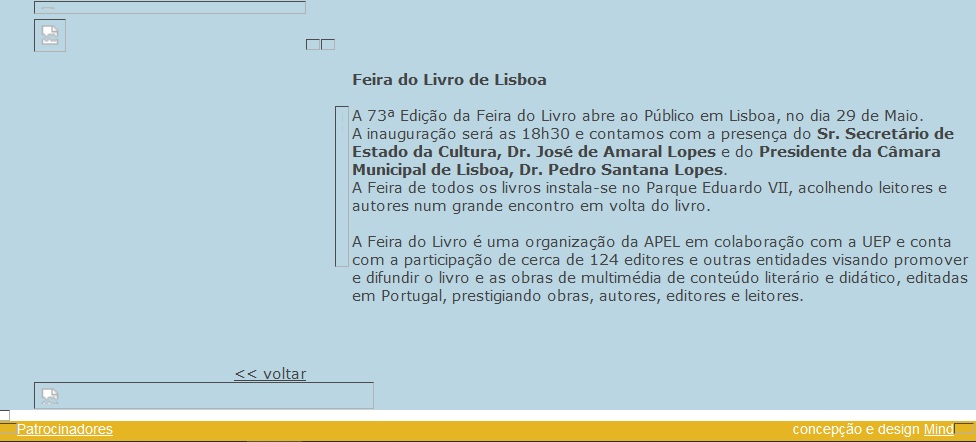 Feira do Livro de Lisboa
A 73ª Edição da Feira do Livro abre ao Público em Lisboa, no dia 29 de Maio.
A inauguração será as 18h30 e contamos com a presença do Sr. Secretário de
Estado da Cultura, Dr. José de Amaral Lopes e do Presidente da Câmara
Municipal de Lisboa, Dr. Pedro Santana Lopes.
A Feira de todos os livros instala-se no Parque Eduardo VII, acolhendo leitores e
autores num grande encontro em volta do livro.
A Feira do Livro é uma organização da APEL em colaboração com a UEP e conta
com a participação de cerca de 124 editores e outras entidades visando promover
e difundir o livro e as obras de multimédia de conteúdo literário e didático, editadas
em Portugal, prestigiando obras, autores, editores e leitores.
<< voltar
Patrocinadores
concepção e design Mind